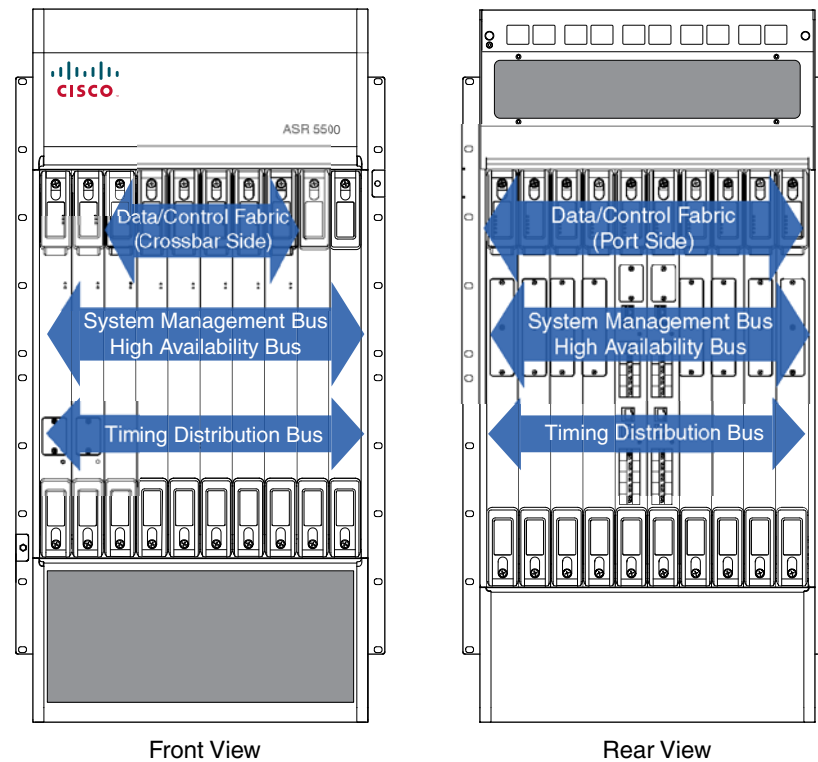 CISCO
ASR 5500
Data/Control Fabric
(Crossbar Side)
System Management Bus
High Availability Bus
Timing Distribution Bus
Front View
Data/Control Fabric
(Port Side)
System Management Bus
High Availability Bus
Timing Distribution Bus
Rear View